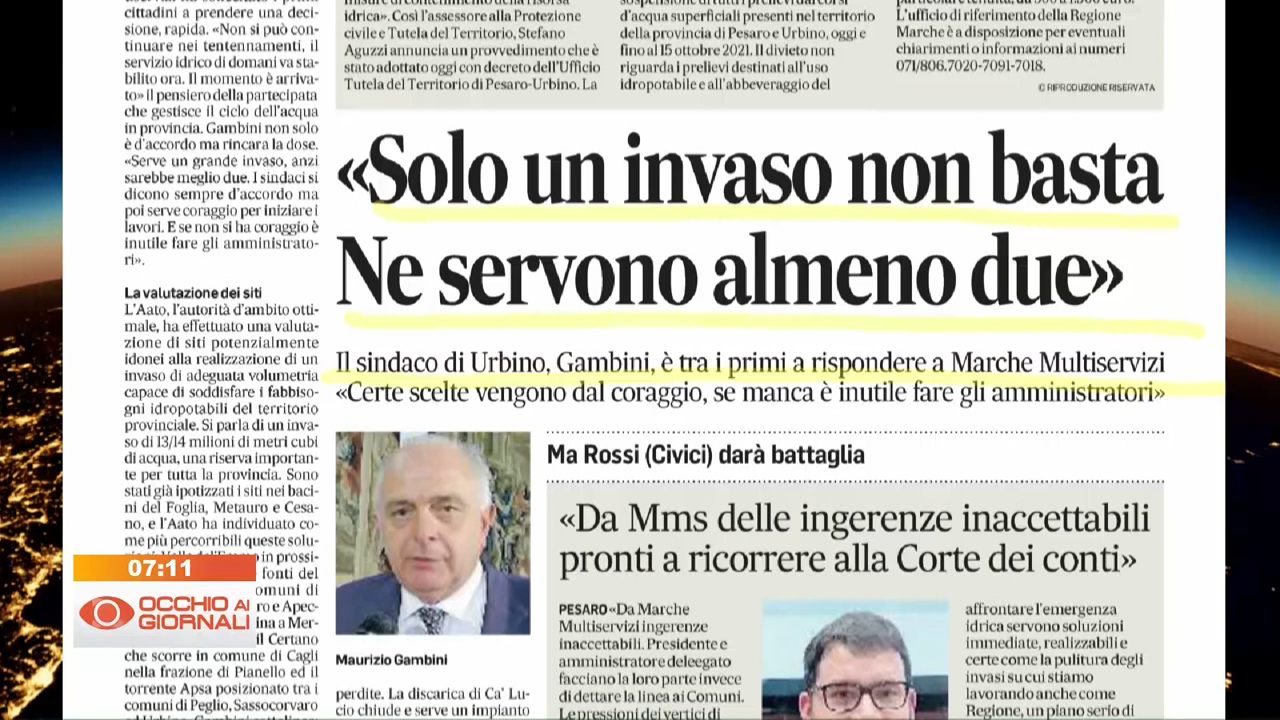 cittadini a prendere una deci-
sione, rapida. «Non si può con-
tinuare nei tentennamenti, il
servizio idrico di domani va sta-
bilito ora. Il momento è arriva-
to» il pensiero della partecipata
che gestisce il ciclo dell'acqua
in provincia. Gambini non solo
è d'accordo ma rincara la dose.
«Serve un grande invaso, anzi
sarebbe meglio due. I sindaci si
dicono sempre d'accordo ma
poi serve coraggio per iniziare i
lavori. E se non si ha coraggio è
inutile fare gli amministrato-
ri».
La valutazione dei siti
L'Aato, l'autorità d'ambito otti-
male, ha effettuato una valuta-
zione di siti potenzialmente
idonei alla realizzazione di un
invaso di adeguata volumetria
capace di soddisfare i fabbiso-
gni idropotabili del territorio
provinciale. Si parla di un inva-
so di 13/14 milioni di metri cubi
di acqua, una riserva importan-
te per tutta la provincia. Sono
stati già ipotizzati i siti nei baci-
ni del Foglia, Metauro e Cesa-
no, e l'Aato ha individuato co-
me più percorribili queste solu-
in prossi-
fonti del
omuni di
ro e Apec-
ina a Mer-
il Certano
che scorre in comune di Cagli
nella frazione di Pianello ed il
torrente Apsa posizionato tra i
comuni di Peglio, Sassocorvaro
idrica». Così l'assessore alla Protezione
civile e Tutela del Territorio, Stefano
Aguzzi annuncia un provvedimento che è
stato adottato oggi con decreto dell'Ufficio
Tutela del Territorio di Pesaro-Urbino. La
d'acqua superficiali presenti nel territorio
della provincia di Pesaro e Urbino, oggi e
fino al 15 ottobre 2021. Il divieto non
riguarda i prelievi destinati all'uso
idropotabile e all'abbeveraggio del
L'ufficio di riferimento della Regione
Marche è a disposizione per eventuali
chiarimenti o informazioni ai numeri
071/806.7020-7091-7018.
© RIPRODUZIONE RISERVATA
«Solo un invaso non basta
Ne servono almeno due»
Il sindaco di Urbino, Gambini, è tra i primi a rispondere a Marche Multiservizi
«Certe scelte vengono dal coraggio, se manca è inutile fare gli amministratori»
Maurizio Gambini
perdite. La discarica di Ca' Lu-
cio chiude e serve un impianto
Ma Rossi (Civici) darà battaglia
«Da Mms delle ingerenze inaccettabili
pronti a ricorrere alla Corte dei conti»
PESARO «Da Marche
Multiservizi ingerenze
inaccettabili. Presidente e
amministratore deleegato
facciano la loro parte invece
di dettare la linea ai Comuni.
Le pressioni dei vertici di
affrontare l'emergenza
idrica servono soluzioni
immediate, realizzabili e
certe come la pulitura degli
invasi su cui stiamo
lavorando anche come
Regione, un piano serio di
07:11
OCCHIO AI
GIORNALI